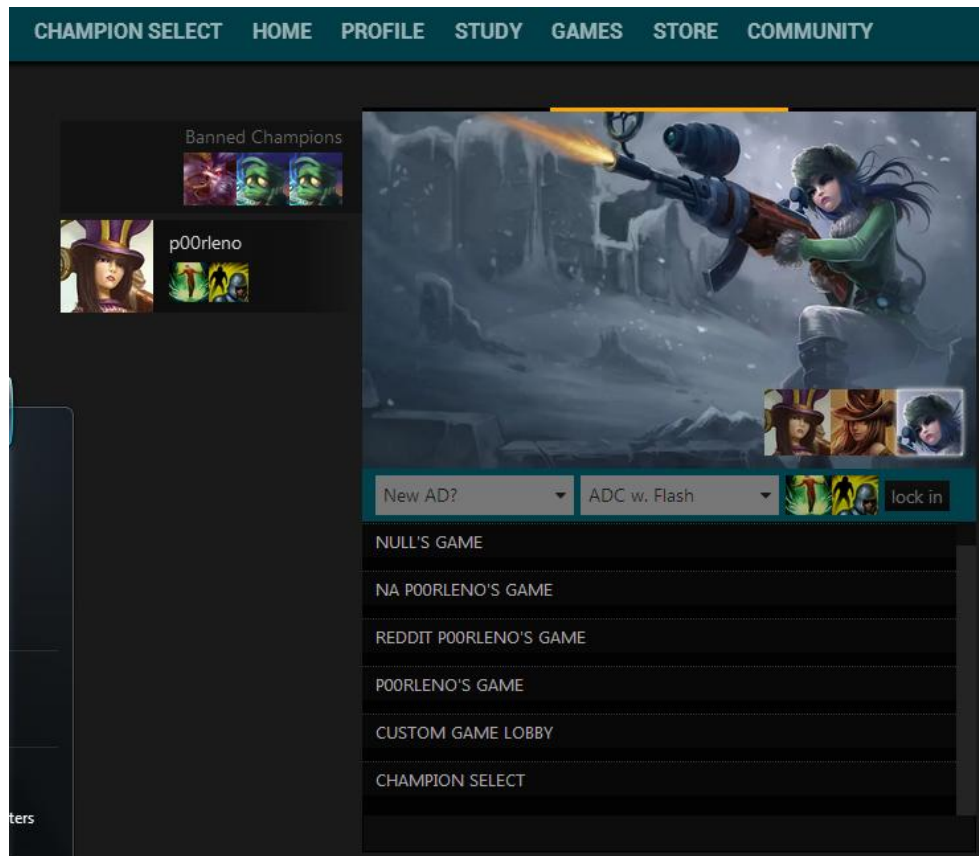 CHAMPION SELECT HOME PROFILE STUDY GAMES STORE COMMUNITY
Banned Champions
p00rleno
New AD? ADC w. Flash lock in
NULL'S GAME
NA P00RLENO'S GAME
REDDIT P00RLENO'S GAME
P00RLENO'S GAME
CUSTOM GAME LOBBY
CHAMPION SELECT
ters